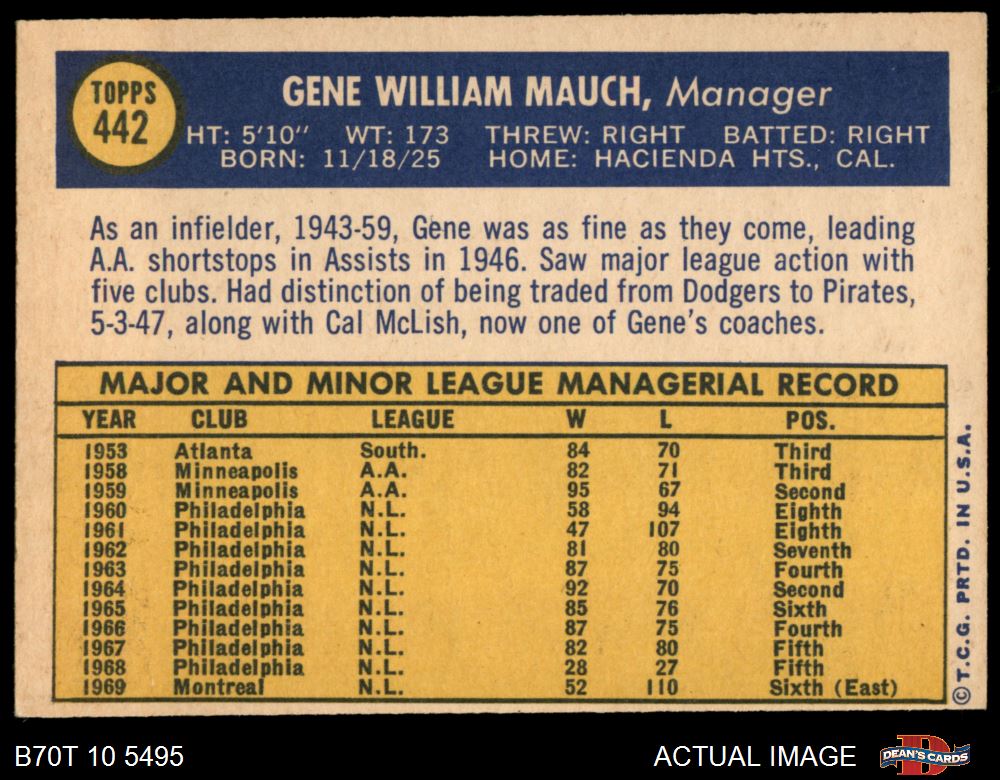 TOPPS
442
GENE WILLIAM MAUCH, Manager
HT: 5'10" WT: 173 THREW: RIGHT BATTED: RIGHT
BORN: 11/18/25 HOME: HACIENDA HTS., CAL.
As an infielder, 1943-59, Gene was as fine as they come, leading
A.A. shortstops in Assists in 1946. Saw major league action with
five clubs. Had distinction of being traded from Dodgers to Pirates,
5-3-47, along with Cal McLish, now one of Gene's coaches.
MAJOR AND MINOR LEAGUE MANAGERIAL RECORD
YEAR CLUB LEAGUE W L POS.
1953 Atlanta South. 84 70 Third
1958 Minneapolis A.A. 82 71 Third
1959 Minneapolis A.A. 95 67 Second
1960 Philadelphia N.L. 58 94 Eighth
1961 Philadelphia N.L. 47 107 Eighth
1962 Philadelphia N.L. 81 80 Seventh
1963 Philadelphia N.L. 87 75 Fourth
1964 Philadelphia N.L. 92 70 Second
1965 Philadelphia N.L. 85 76 Sixth
1966 Philadelphia N.L. 87 75 Fourth
1967 Philadelphia N.L. 82 80 Fifth
1968 Philadelphia N.L. 28 27 Fifth
1969 Montreal N.L. 52 110 Sixth (East)
© T.C.G. PRTD. IN U.S.A.
B70T 10 5495 ACTUAL IMAGE
DEAN'S CARDS